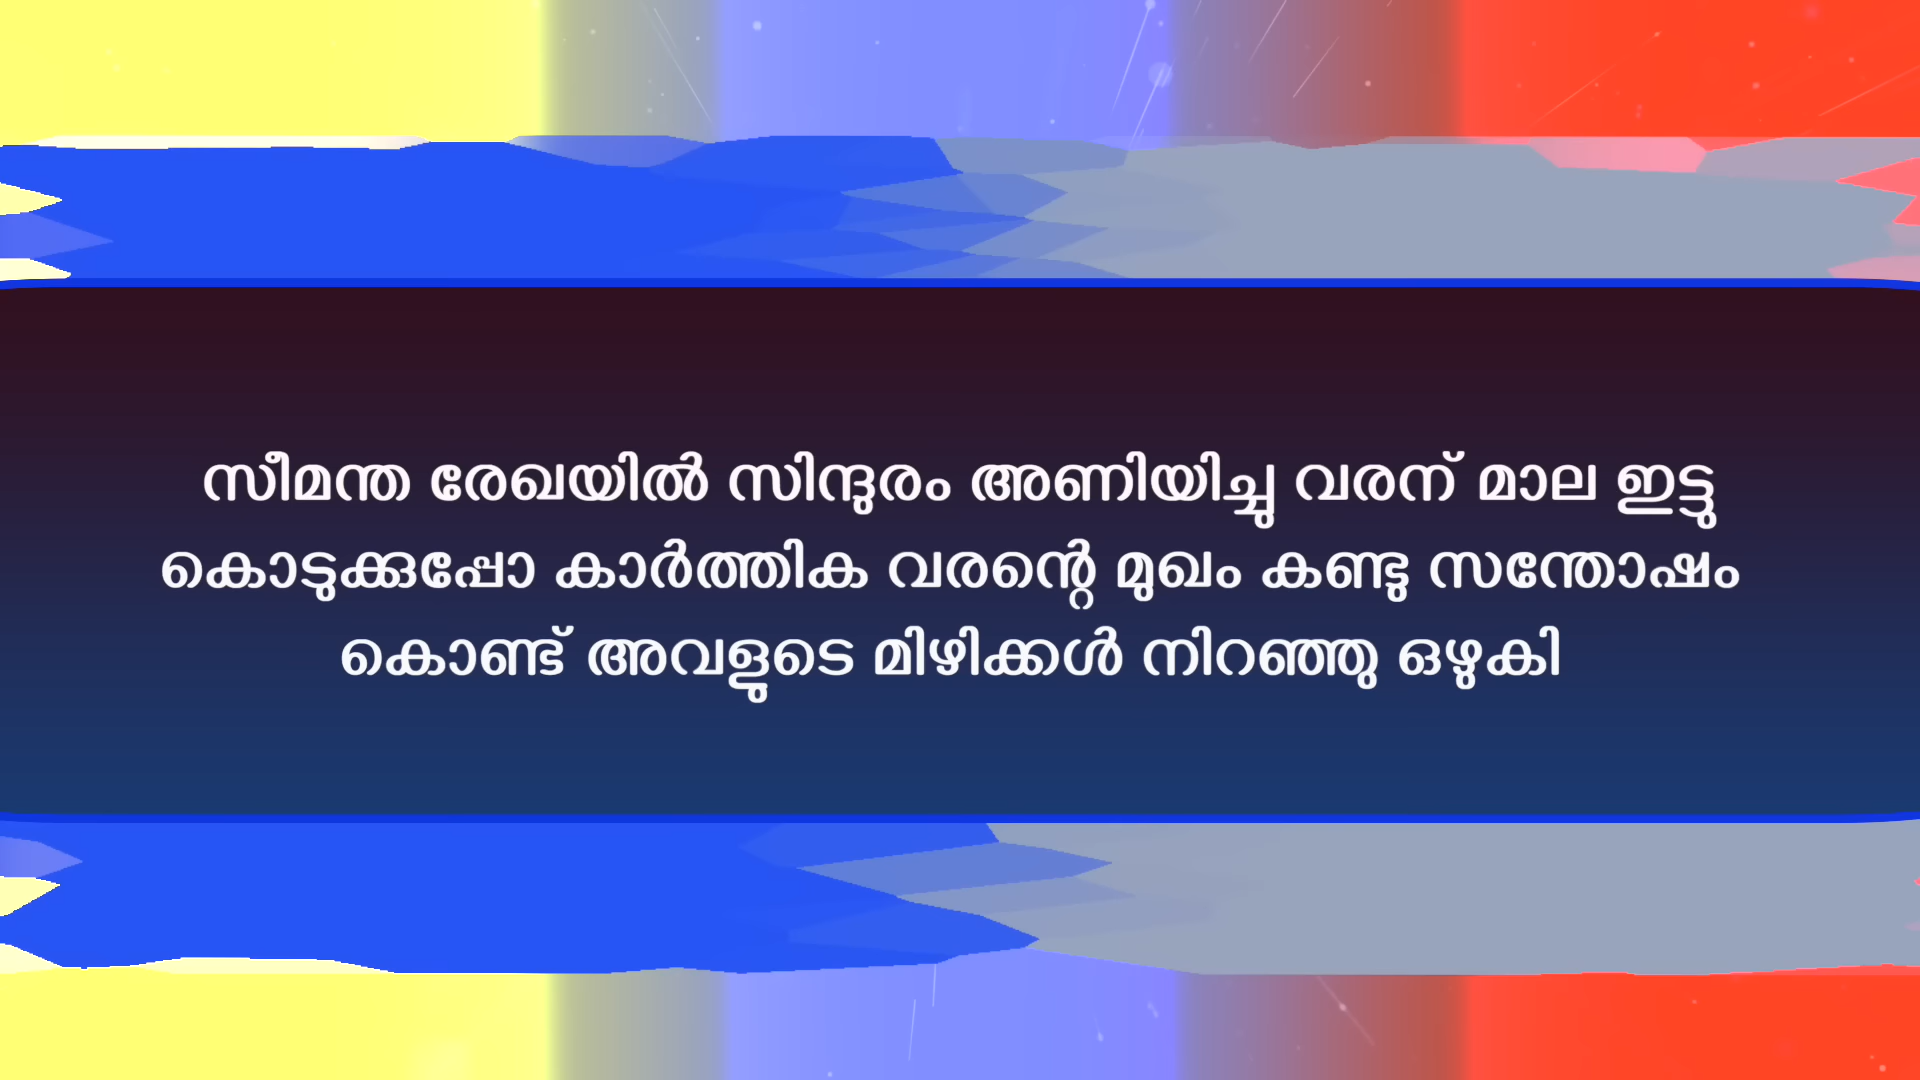 സീമന്ത രേഖയിൽ സിന്ദുരം അണിയിച്ചു വരന് മാല ഇട്ടു
കൊടുക്കുപ്പോ കാർത്തിക വരന്റെ മുഖം കണ്ടു സന്തോഷം
കൊണ്ട് അവളുടെ മിഴിക്കൾ നിറഞ്ഞു ഒഴുകി